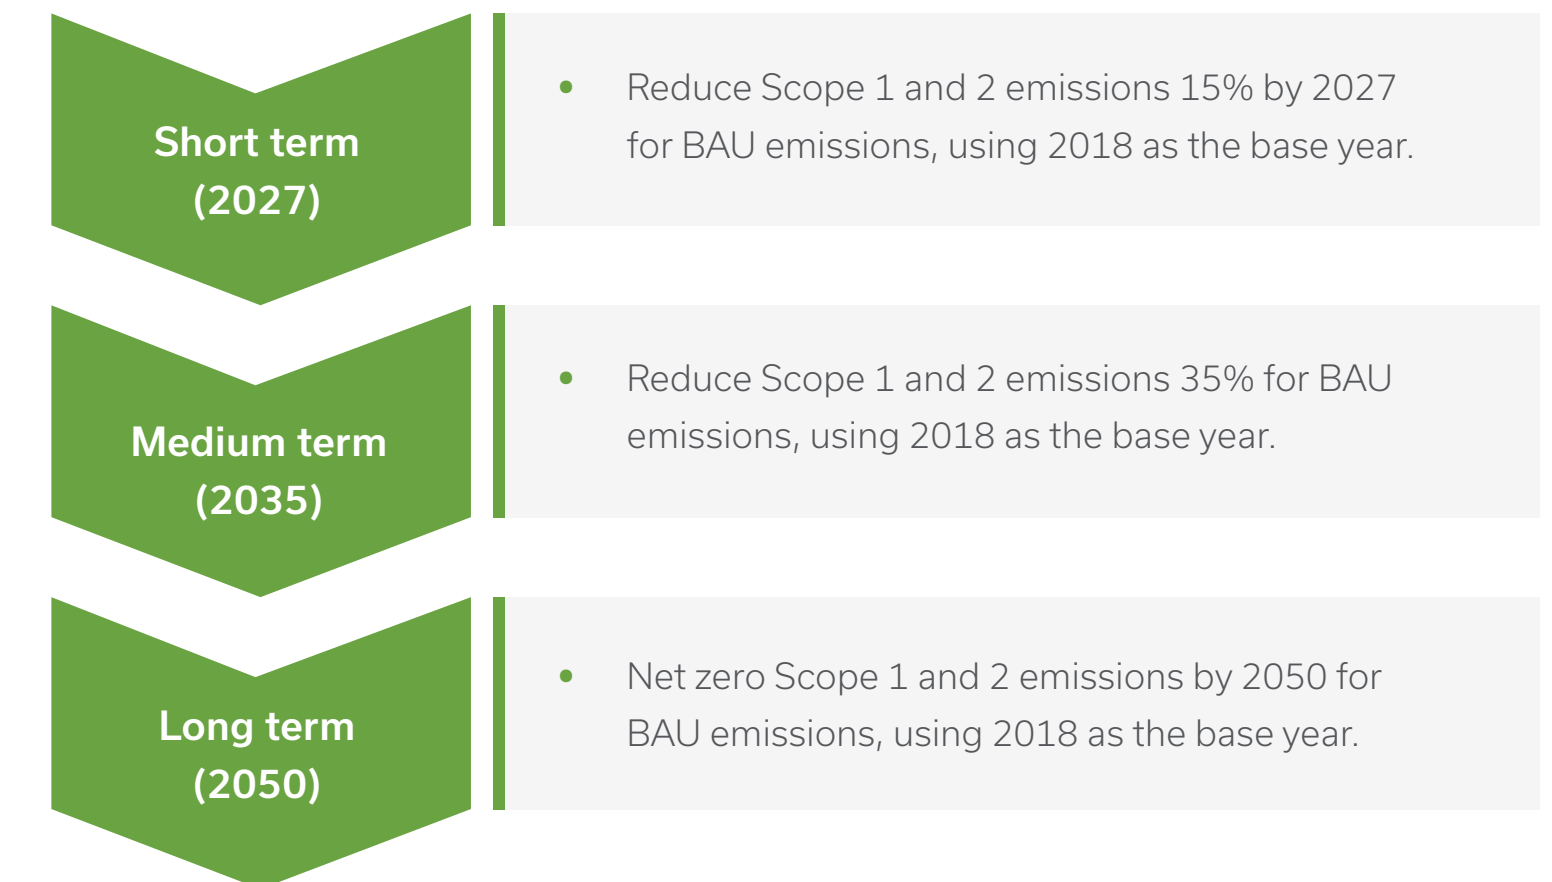 Short term
(2027)
• Reduce Scope 1 and 2 emissions 15% by 2027
for BAU emissions, using 2018 as the base year.
Medium term
(2035)
• Reduce Scope 1 and 2 emissions 35% for BAU
emissions, using 2018 as the base year.
Long term
(2050)
• Net zero Scope 1 and 2 emissions by 2050 for
BAU emissions, using 2018 as the base year.